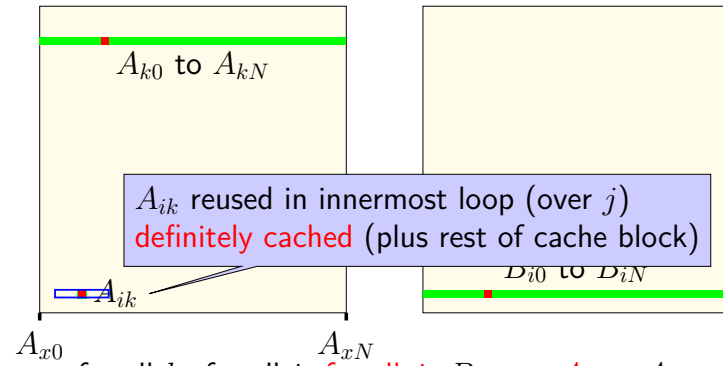 A_{k0} to A_{kN}
A_{ik} reused in innermost loop (over j)
definitely cached (plus rest of cache block)
B_{i0} to B_{iN}
A_{ik}
A_{x0} A_{xN}